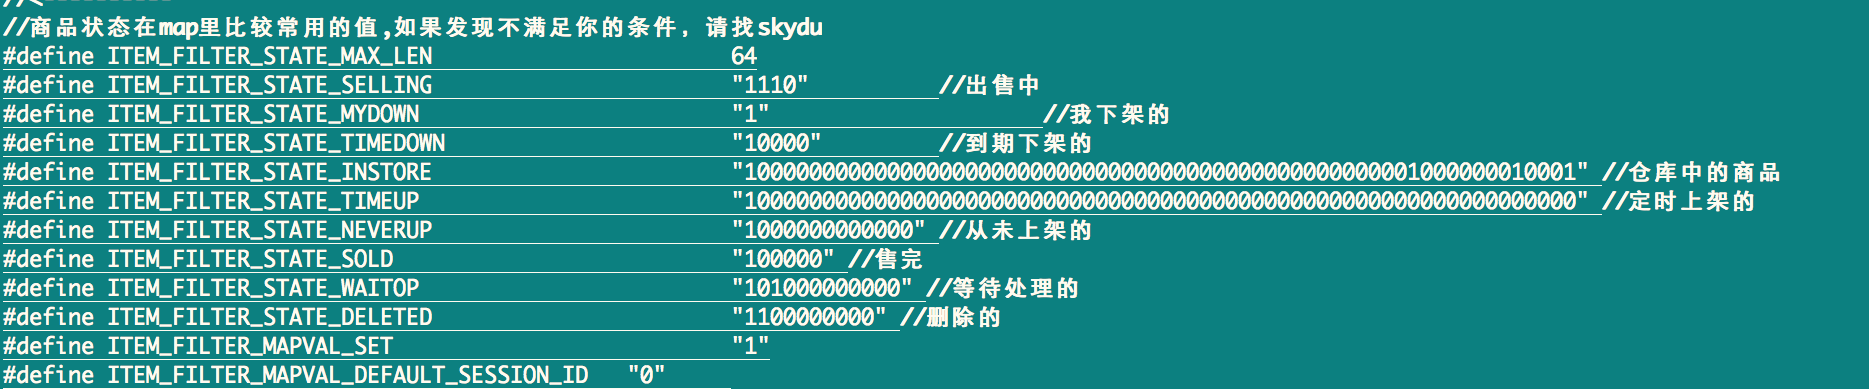 //商品状态在map里比较常用的值,如果发现不满足你的条件，请找skydu
#define ITEM_FILTER_STATE_MAX_LEN 64
#define ITEM_FILTER_STATE_SELLING "1110" //出售中
#define ITEM_FILTER_STATE_MYDOWN "1" //我下架的
#define ITEM_FILTER_STATE_TIMEDOWN "10000" //到期下架的
#define ITEM_FILTER_STATE_INSTORE "1000000000000000000000000000000000000000000000000001000000010001" //仓库中的商品
#define ITEM_FILTER_STATE_TIMEUP "1000000000000000000000000000000000000000000000000000000000000000" //定时上架的
#define ITEM_FILTER_STATE_NEVERUP "1000000000000" //从未上架的
#define ITEM_FILTER_STATE_SOLD "100000" //售完
#define ITEM_FILTER_STATE_WAITOP "101000000000" //等待处理的
#define ITEM_FILTER_STATE_DELETED "1100000000" //删除的
#define ITEM_FILTER_MAPVAL_SET "1"
#define ITEM_FILTER_MAPVAL_DEFAULT_SESSION_ID "0"